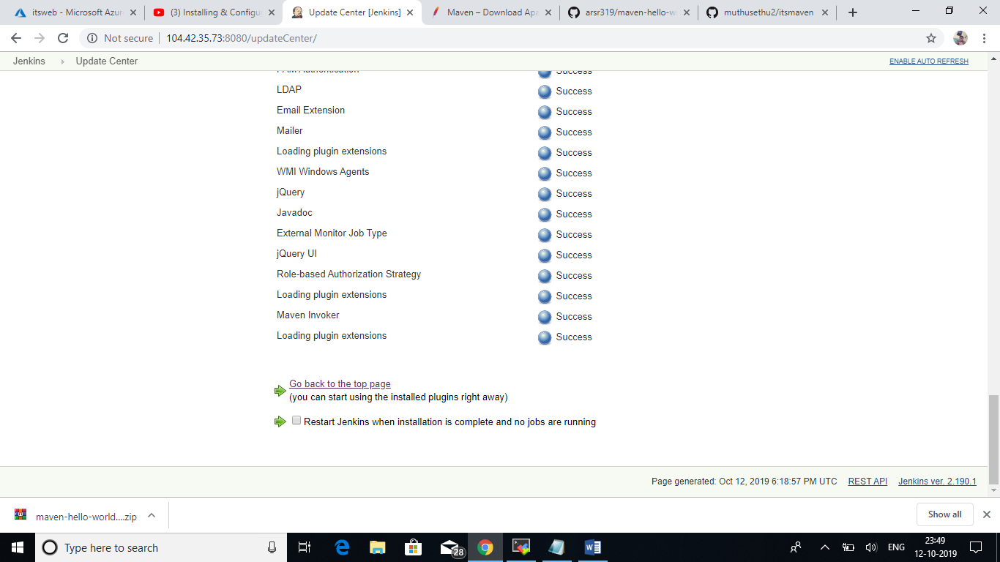 itsweb - Microsoft Azur
(3) Installing & Configu
Update Center [Jenkins]
Maven – Download Apa
arsr319/maven-hello-w
muthusethu2/itsmaven
Not secure
104.42.35.73:8080/updateCenter/
Jenkins
Update Center
ENABLE AUTO REFRESH
PAM Authentication
Success
LDAP
Success
Email Extension
Success
Mailer
Success
Loading plugin extensions
Success
WMI Windows Agents
Success
jQuery
Success
Javadoc
Success
External Monitor Job Type
Success
jQuery UI
Success
Role-based Authorization Strategy
Success
Loading plugin extensions
Success
Maven Invoker
Success
Loading plugin extensions
Success
Go back to the top page
(you can start using the installed plugins right away)
Restart Jenkins when installation is complete and no jobs are running
Page generated: Oct 12, 2019 6:18:57 PM UTC
REST API
Jenkins ver. 2.190.1
maven-hello-world....zip
Show all
Type here to search
28
ENG
23:49
12-10-2019